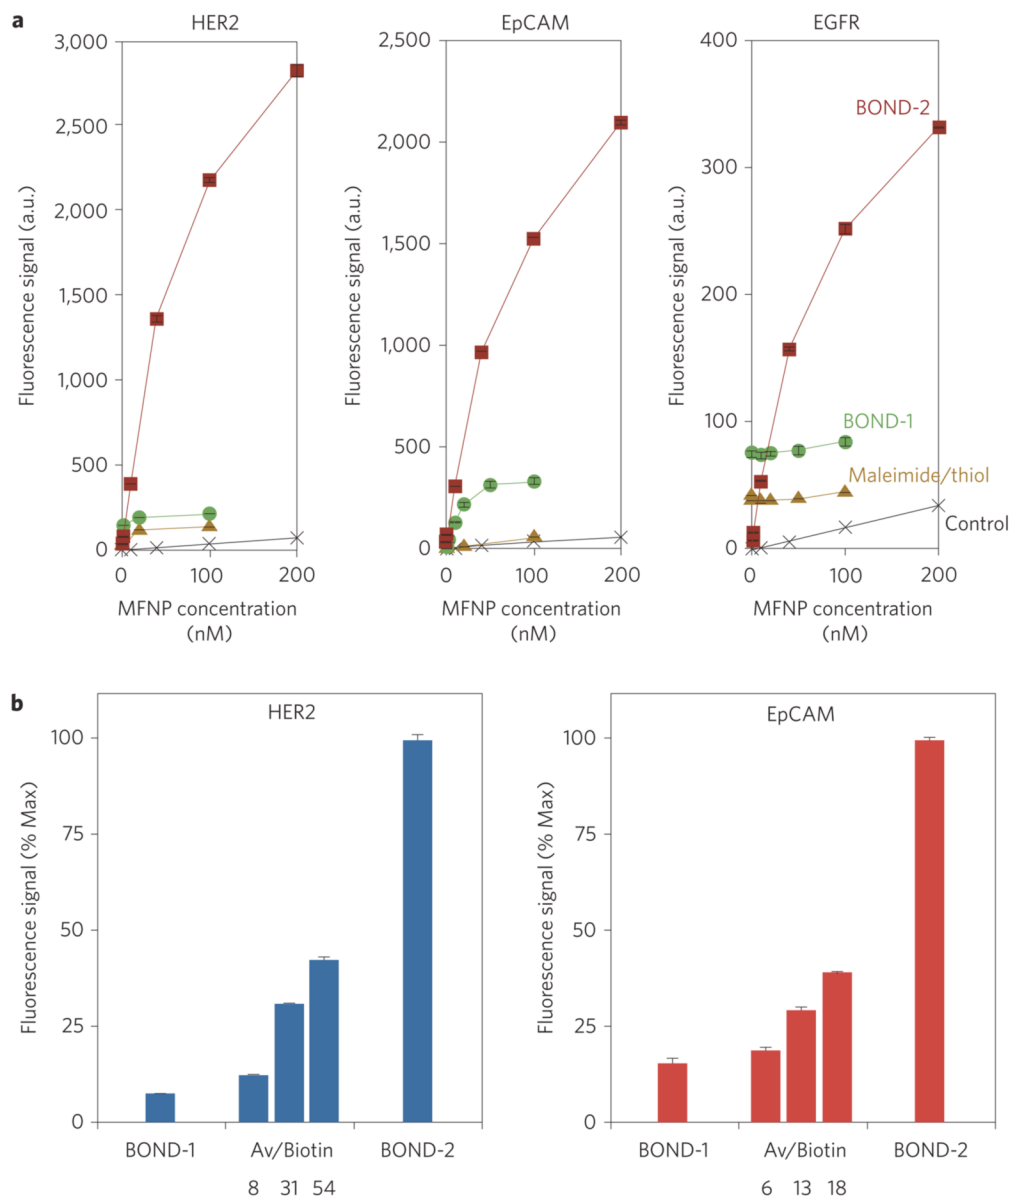 a
HER2
EpCAM
EGFR
3,000
2,500
2,000
1,500
1,000
500
0
Fluorescence signal (a.u.)
0 100 200
MFNP concentration
(nM)
2,500
2,000
1,500
1,000
500
0
Fluorescence signal (a.u.)
0 100 200
MFNP concentration
(nM)
400
300
200
100
0
Fluorescence signal (a.u.)
BOND-2
BOND-1
Maleimide/thiol
Control
0 100 200
MFNP concentration
(nM)
b
HER2
100
75
50
25
0
Fluorescence signal (% Max)
BOND-1 Av/Biotin BOND-2
8 31 54
EpCAM
100
75
50
25
0
Fluorescence signal (% Max)
BOND-1 Av/Biotin BOND-2
6 13 18